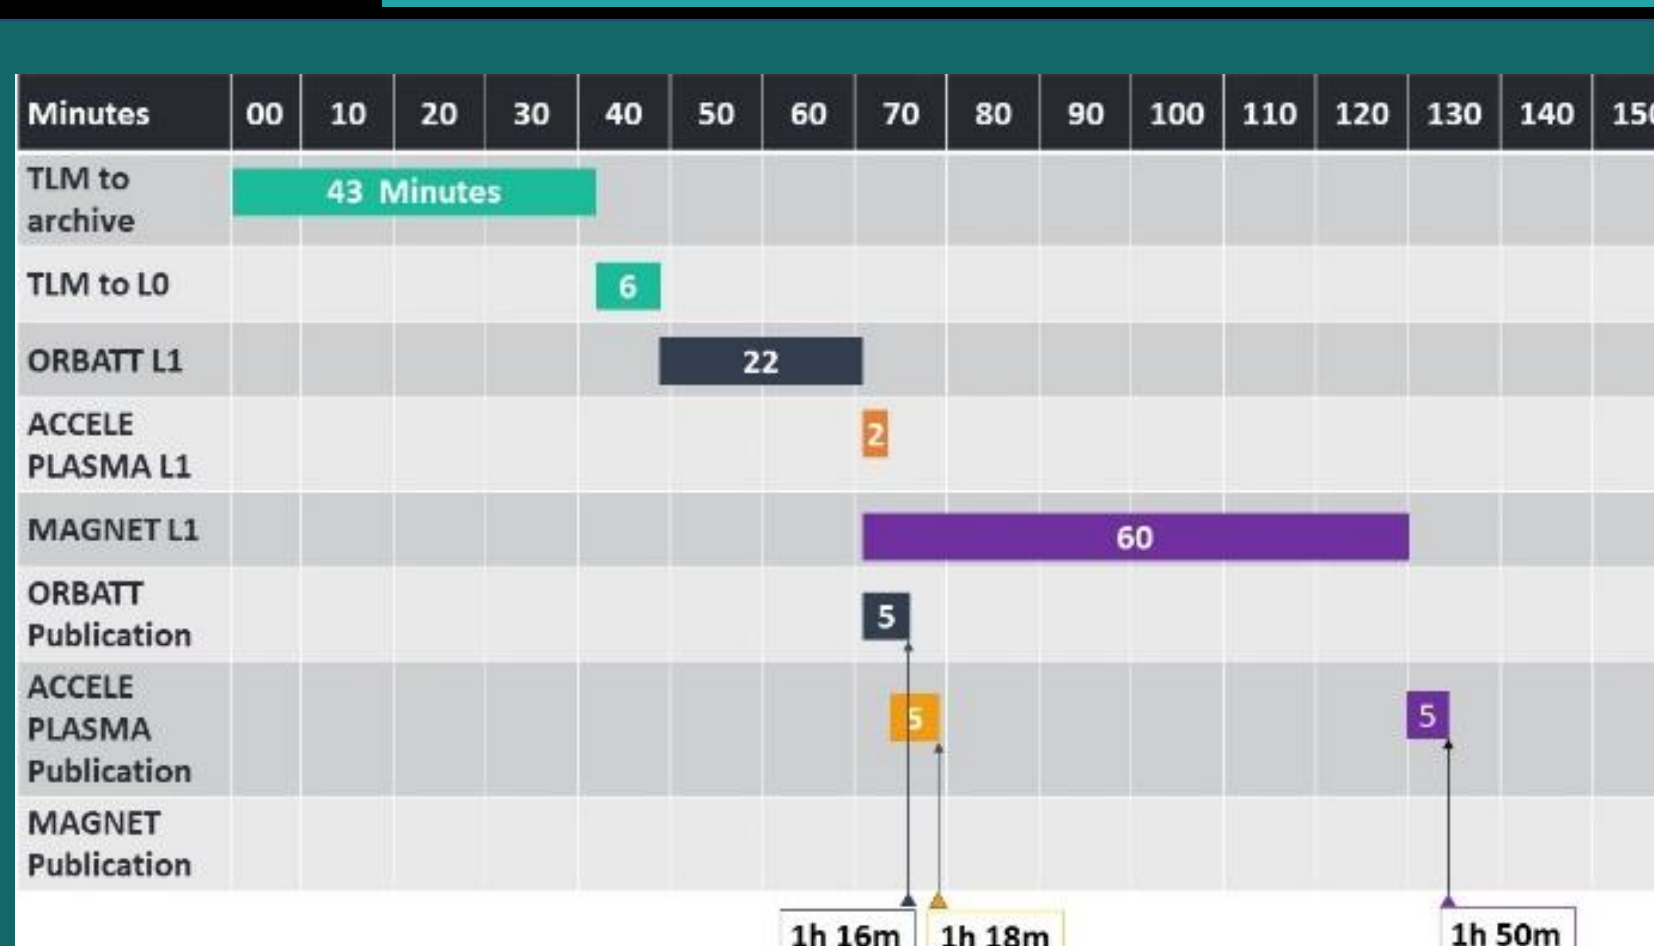 Minutes 00 10 20 30 40 50 60 70 80 90 100 110 120 130 140 150
TLM to
archive
43 Minutes
TLM to L0
6
ORBATT L1
22
ACCELE
PLASMA L1
2
MAGNET L1
60
ORBATT
Publication
5
ACCELE
PLASMA
Publication
5
5
MAGNET
Publication
1h 16m
1h 18m
1h 50m